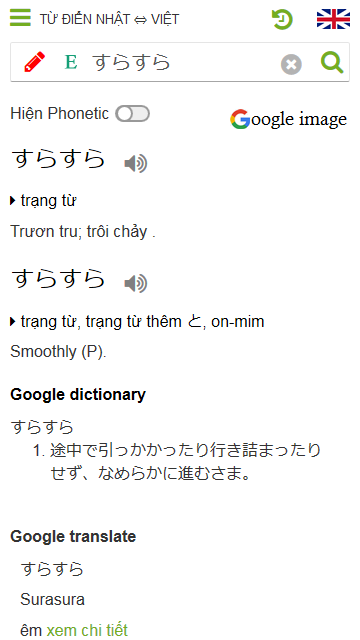 TỪ ĐIỂN NHẬT ⇔ VIỆT
E すらすら
Hiện Phonetic
Google image
すらすら
trạng từ
Trươn tru; trôi chảy .
すらすら
trạng từ, trạng từ thêm と, on-mim
Smoothly (P).
Google dictionary
すらすら
1. 途中で引っかかったり行き詰まったり
せず、なめらかに進むさま。
Google translate
すらすら
Surasura
êm xem chi tiết